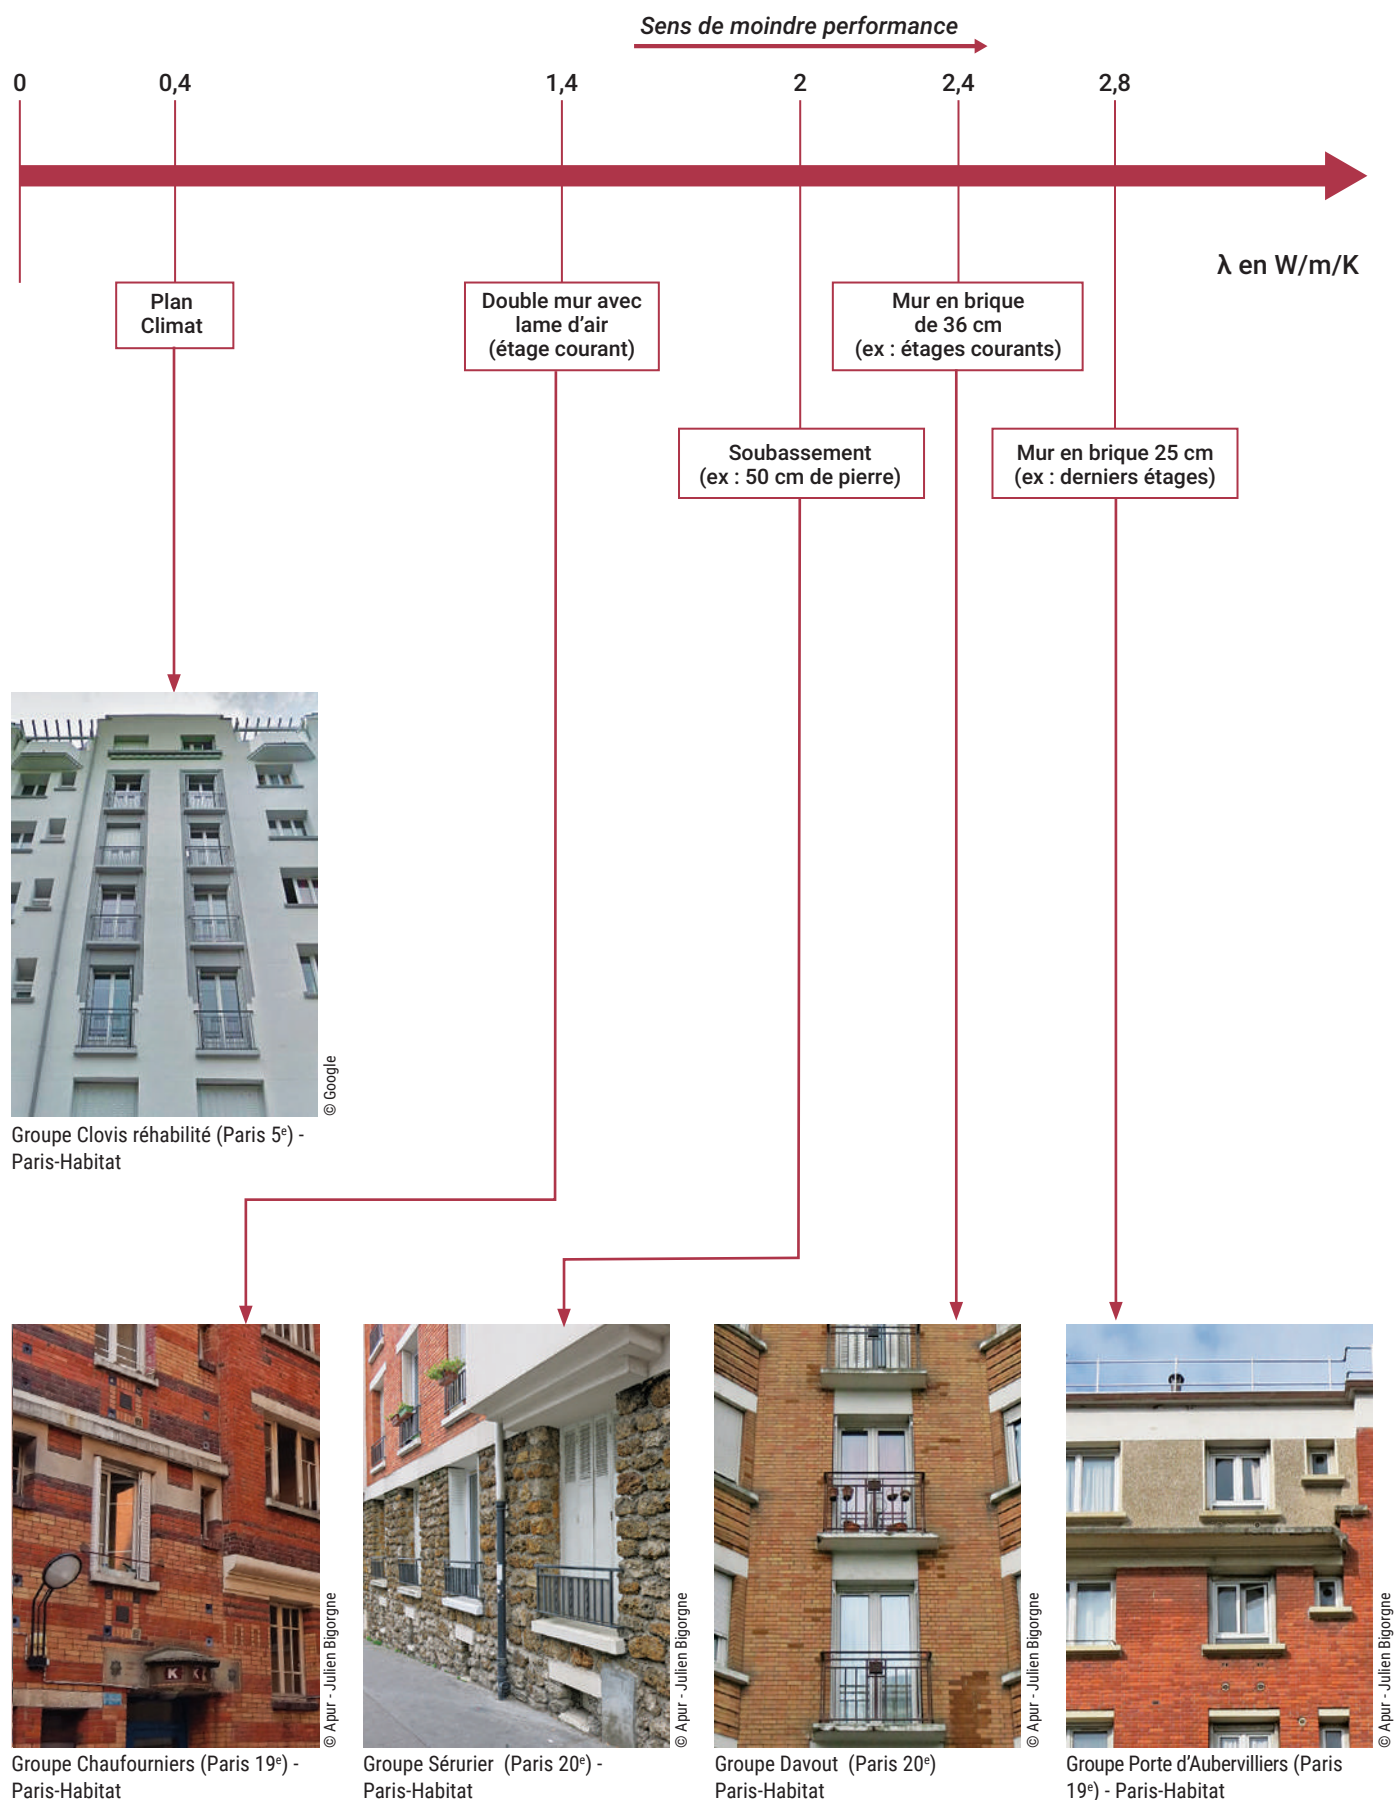 Sens de moindre performance
0
0,4
1,4
2
2,4
2,8
λ en W/m/K
Plan
Climat
Double mur avec
lame d'air
(étage courant)
Mur en brique
de 36 cm
(ex : étages courants)
Soubassement
(ex : 50 cm de pierre)
Mur en brique 25 cm
(ex : derniers étages)
© Google
Groupe Clovis réhabilité (Paris 5e) -
Paris-Habitat
K
© Apur - Julien Bigorgne
Groupe Chaufourniers (Paris 19e) -
Paris-Habitat
© Apur - Julien Bigorgne
Groupe Sérurier (Paris 20e) -
Paris-Habitat
© Apur - Julien Bigorgne
Groupe Davout (Paris 20e)
Paris-Habitat
© Apur - Julien Bigorgne
Groupe Porte d'Aubervilliers (Paris
19e) - Paris-Habitat